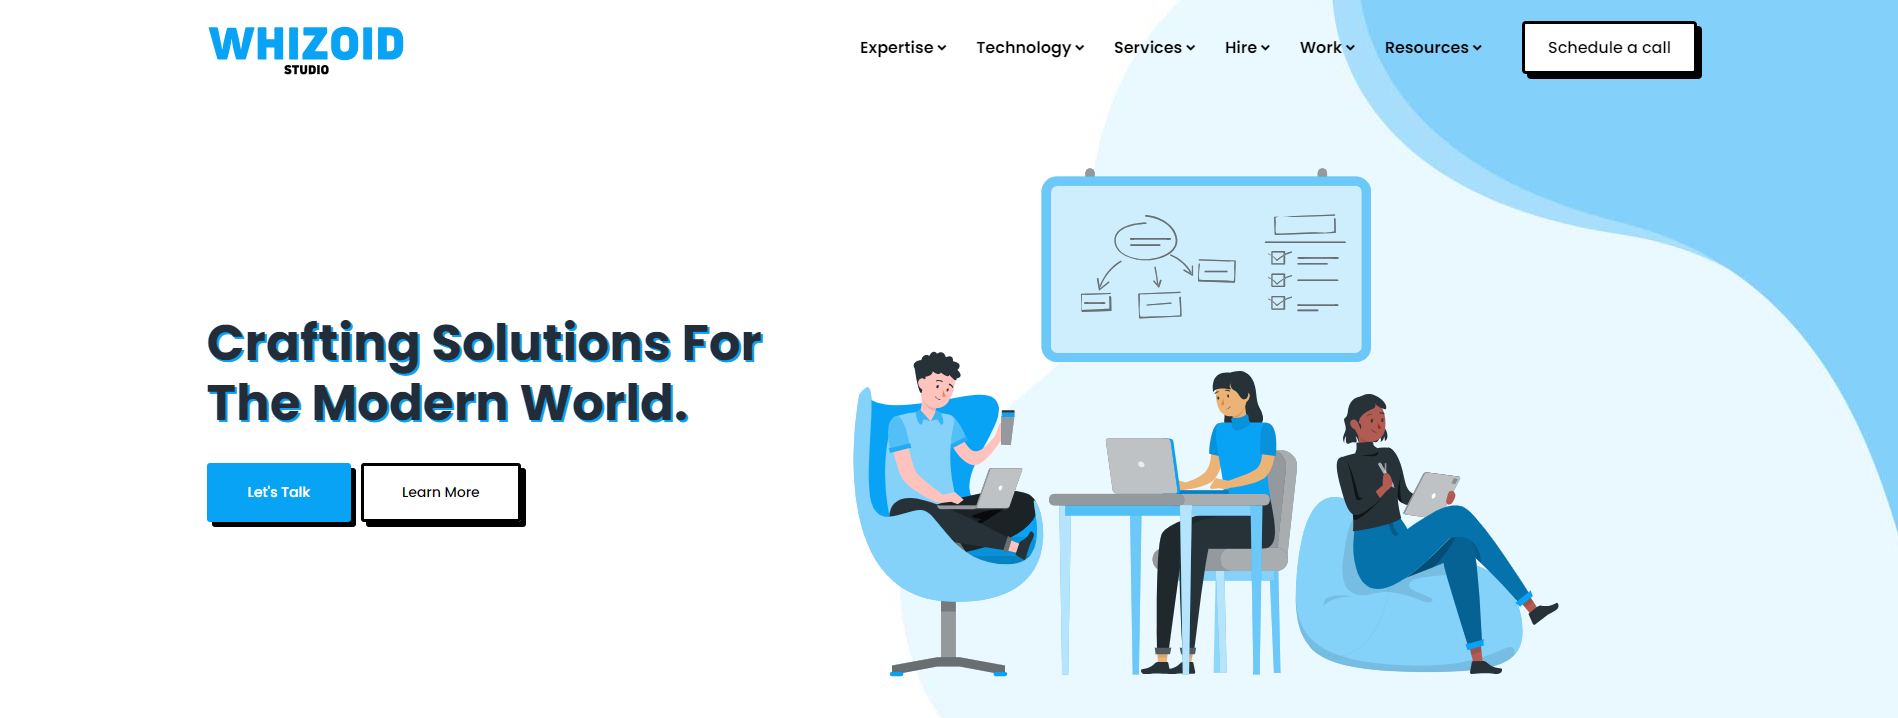 WHIZOID
STUDIO
Expertise
Technology
Services
Hire
Work
Resources
Schedule a call
Crafting Solutions For
The Modern World.
Let's Talk
Learn More